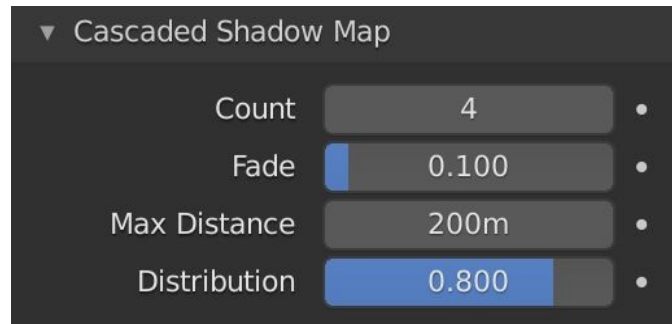 Cascaded Shadow Map
Count 4
Fade 0.100
Max Distance 200m
Distribution 0.800